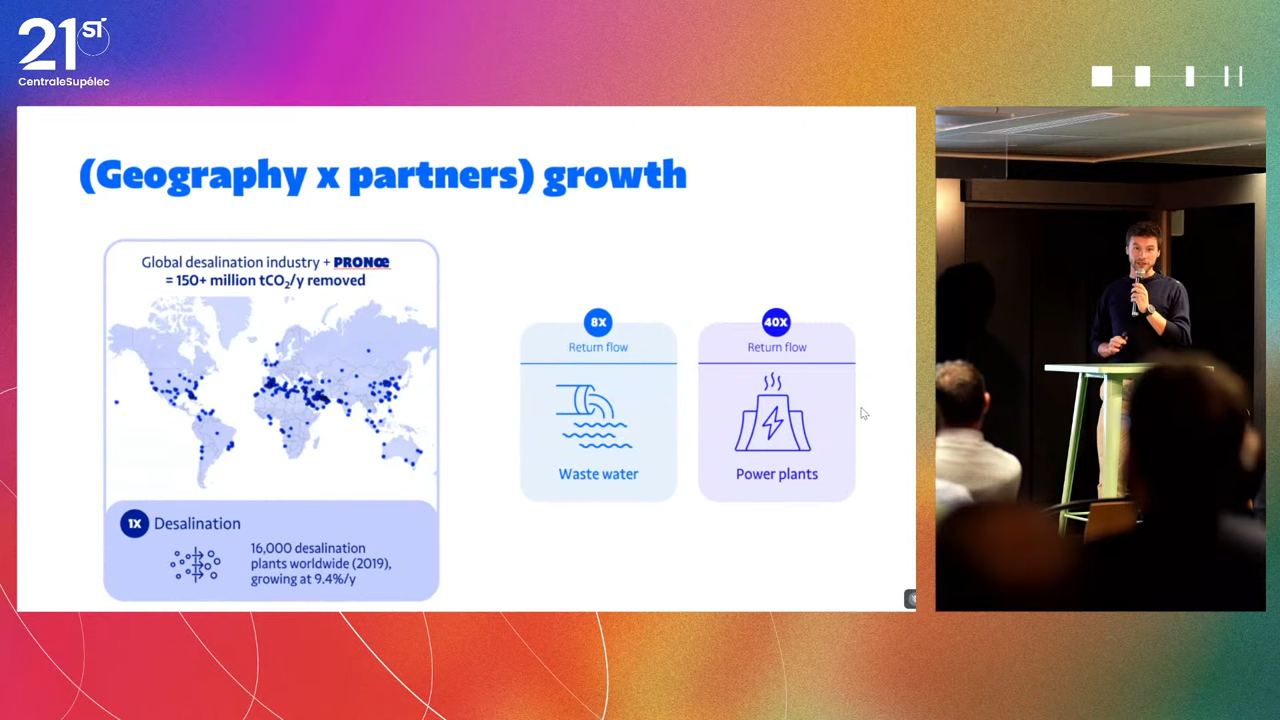 21st
CentraleSupélec
(Geography x partners) growth
Global desalination industry + PRONœ
= 150+ million tCO₂/y removed
1X Desalination
16,000 desalination
plants worldwide (2019),
growing at 9.4%/y
8X
Return flow
Waste water
40X
Return flow
Power plants